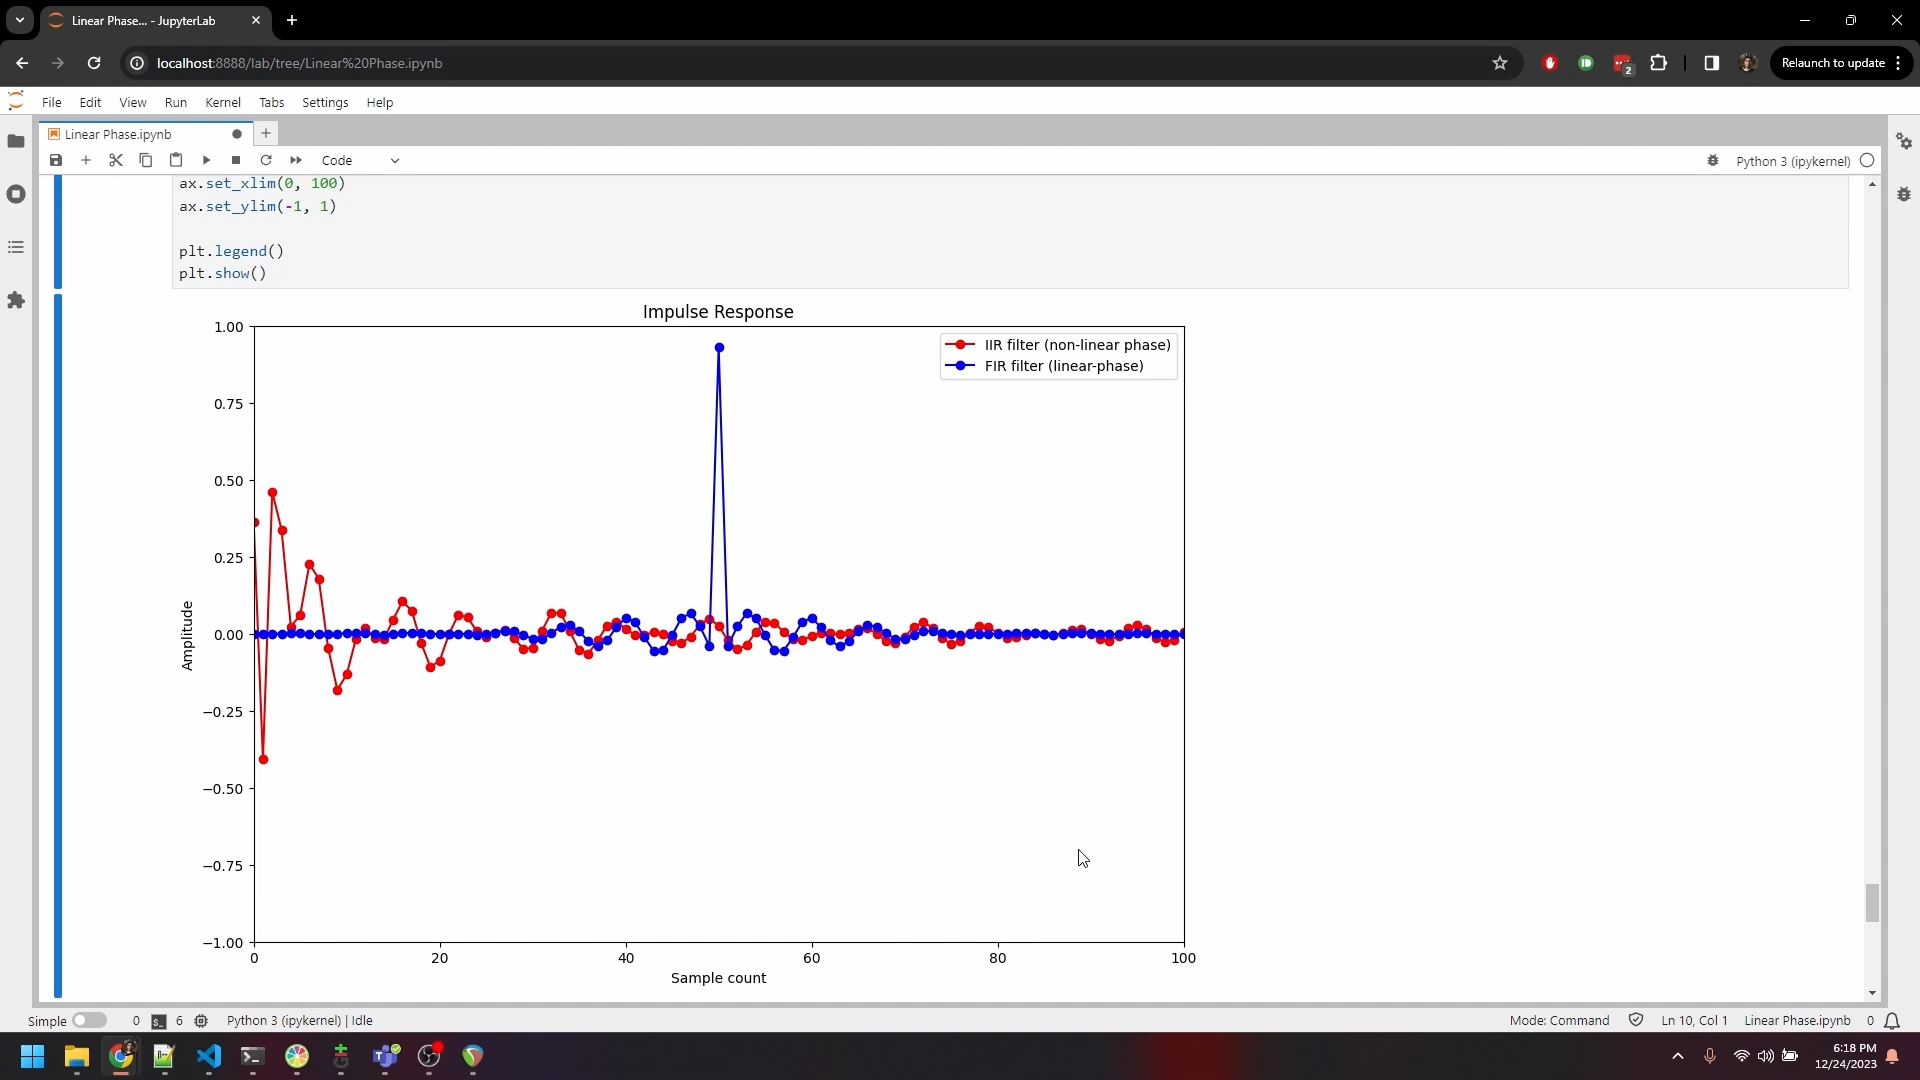 Linear Phase... - JupyterLab
localhost:8888/lab/tree/Linear%20Phase.ipynb
2
Relaunch to update
File Edit View Run Kernel Tabs Settings Help
Linear Phase.ipynb
Code
Python 3 (ipykernel)
ax.set_xlim(0, 100)
ax.set_ylim(-1, 1)
plt.legend()
plt.show()
Impulse Response
IIR filter (non-linear phase)
FIR filter (linear-phase)
1.00
0.75
0.50
0.25
0.00
−0.25
−0.50
−0.75
−1.00
Amplitude
0 20 40 60 80 100
Sample count
Simple 0 6 Python 3 (ipykernel) | Idle Mode: Command Ln 10, Col 1 Linear Phase.ipynb 0
6:18 PM
12/24/2023